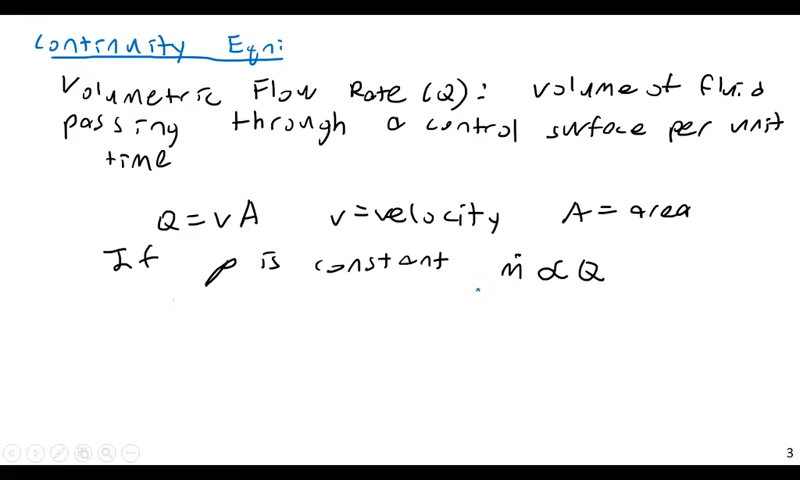 Continuity Eqn:
Volumetric Flow Rate (Q): volume of fluid
passing through a control surface per unit
time
Q = vA v = velocity A = area
If ρ is constant ṁ ∝ Q
3